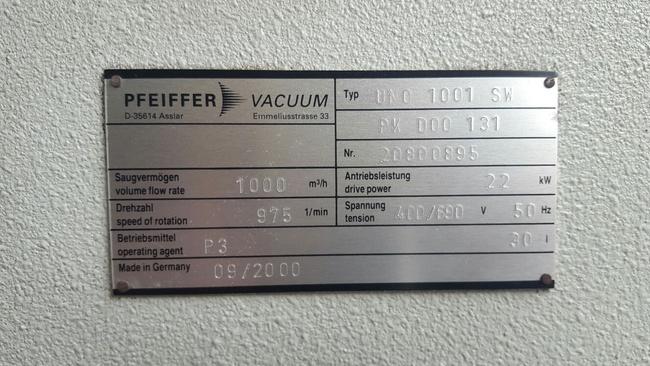 PFEIFFER VACUUM
D-35614 Asslar Emmeliusstrasse 33
Typ UNO 1001 SW
PK D00 131
Nr. 20800895
Saugvermögen
volume flow rate 1000 m³/h
Antriebsleistung
drive power 22 kW
Drehzahl
speed of rotation 975 1/min
Spannung
tension 400/690 V 50 Hz
Betriebsmittel
operating agent P3 30 l
Made in Germany 09/2000